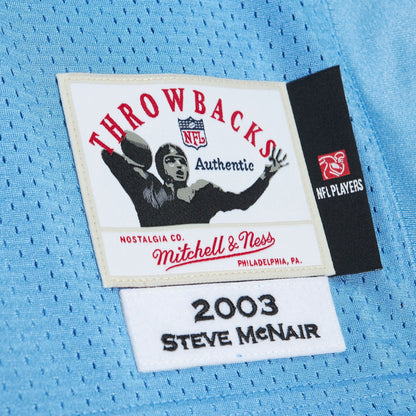 THROWBACKS
NFL
Authentic
NOSTALGIA CO.
Mitchell & Ness
PHILADELPHIA, PA.
NFL PLAYERS
2003
STEVE MCNAIR